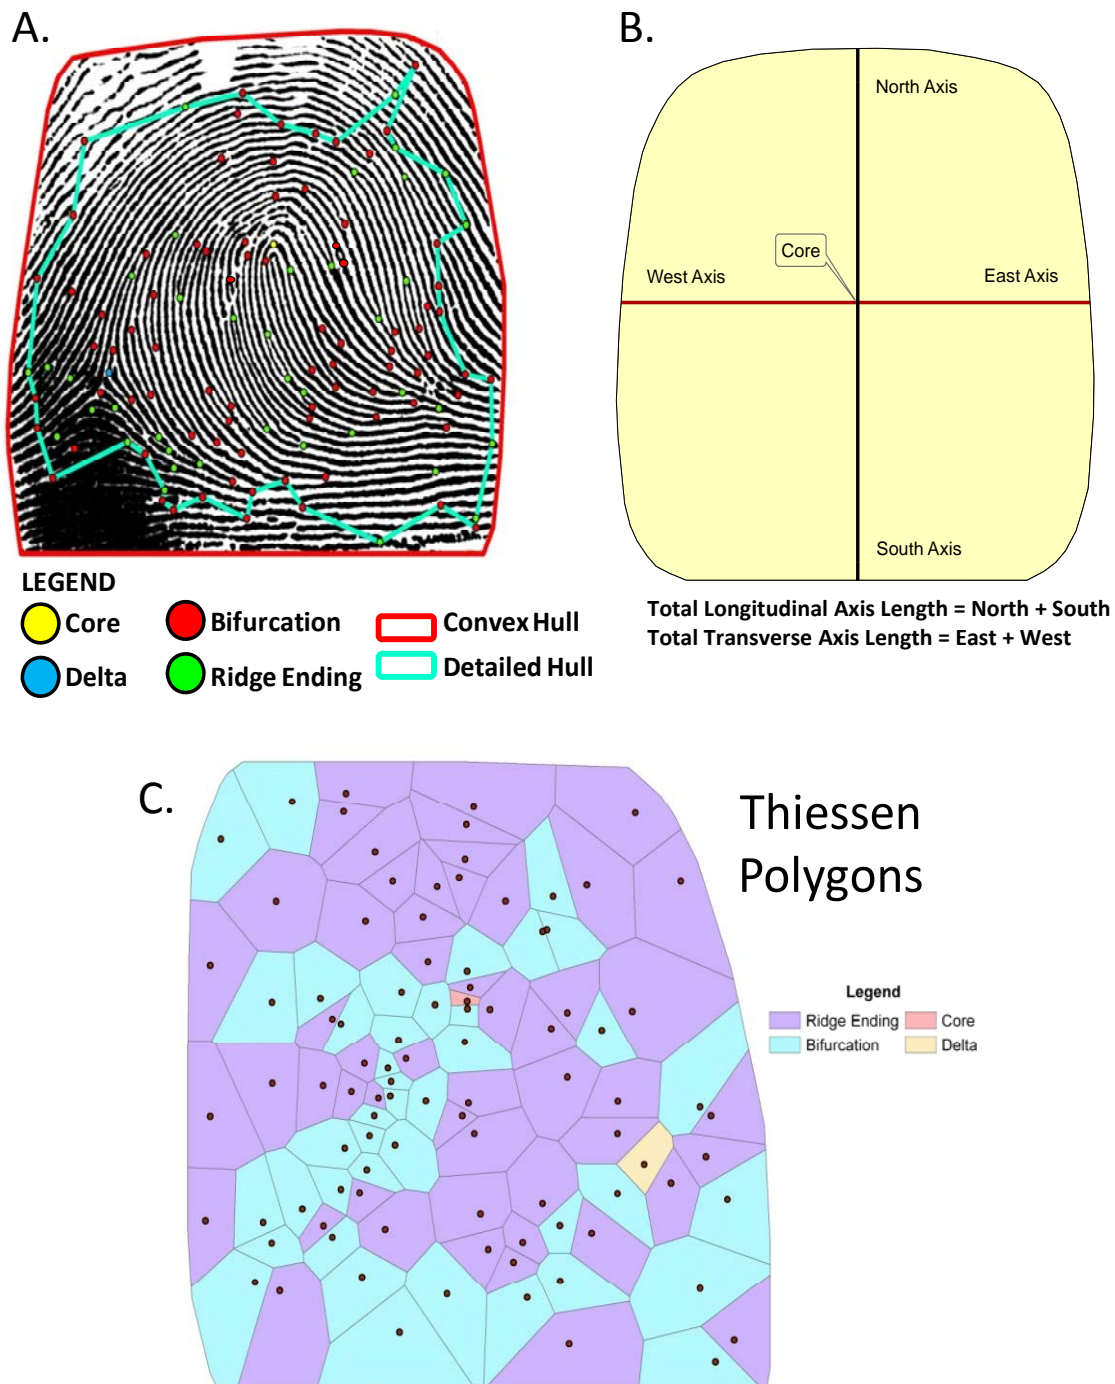 A.
B.
North Axis
Core
West Axis
East Axis
South Axis
LEGEND
Core
Bifurcation
Convex Hull
Delta
Ridge Ending
Detailed Hull
Total Longitudinal Axis Length = North + South
Total Transverse Axis Length = East + West
C.
Thiessen
Polygons
Legend
Ridge Ending
Core
Bifurcation
Delta